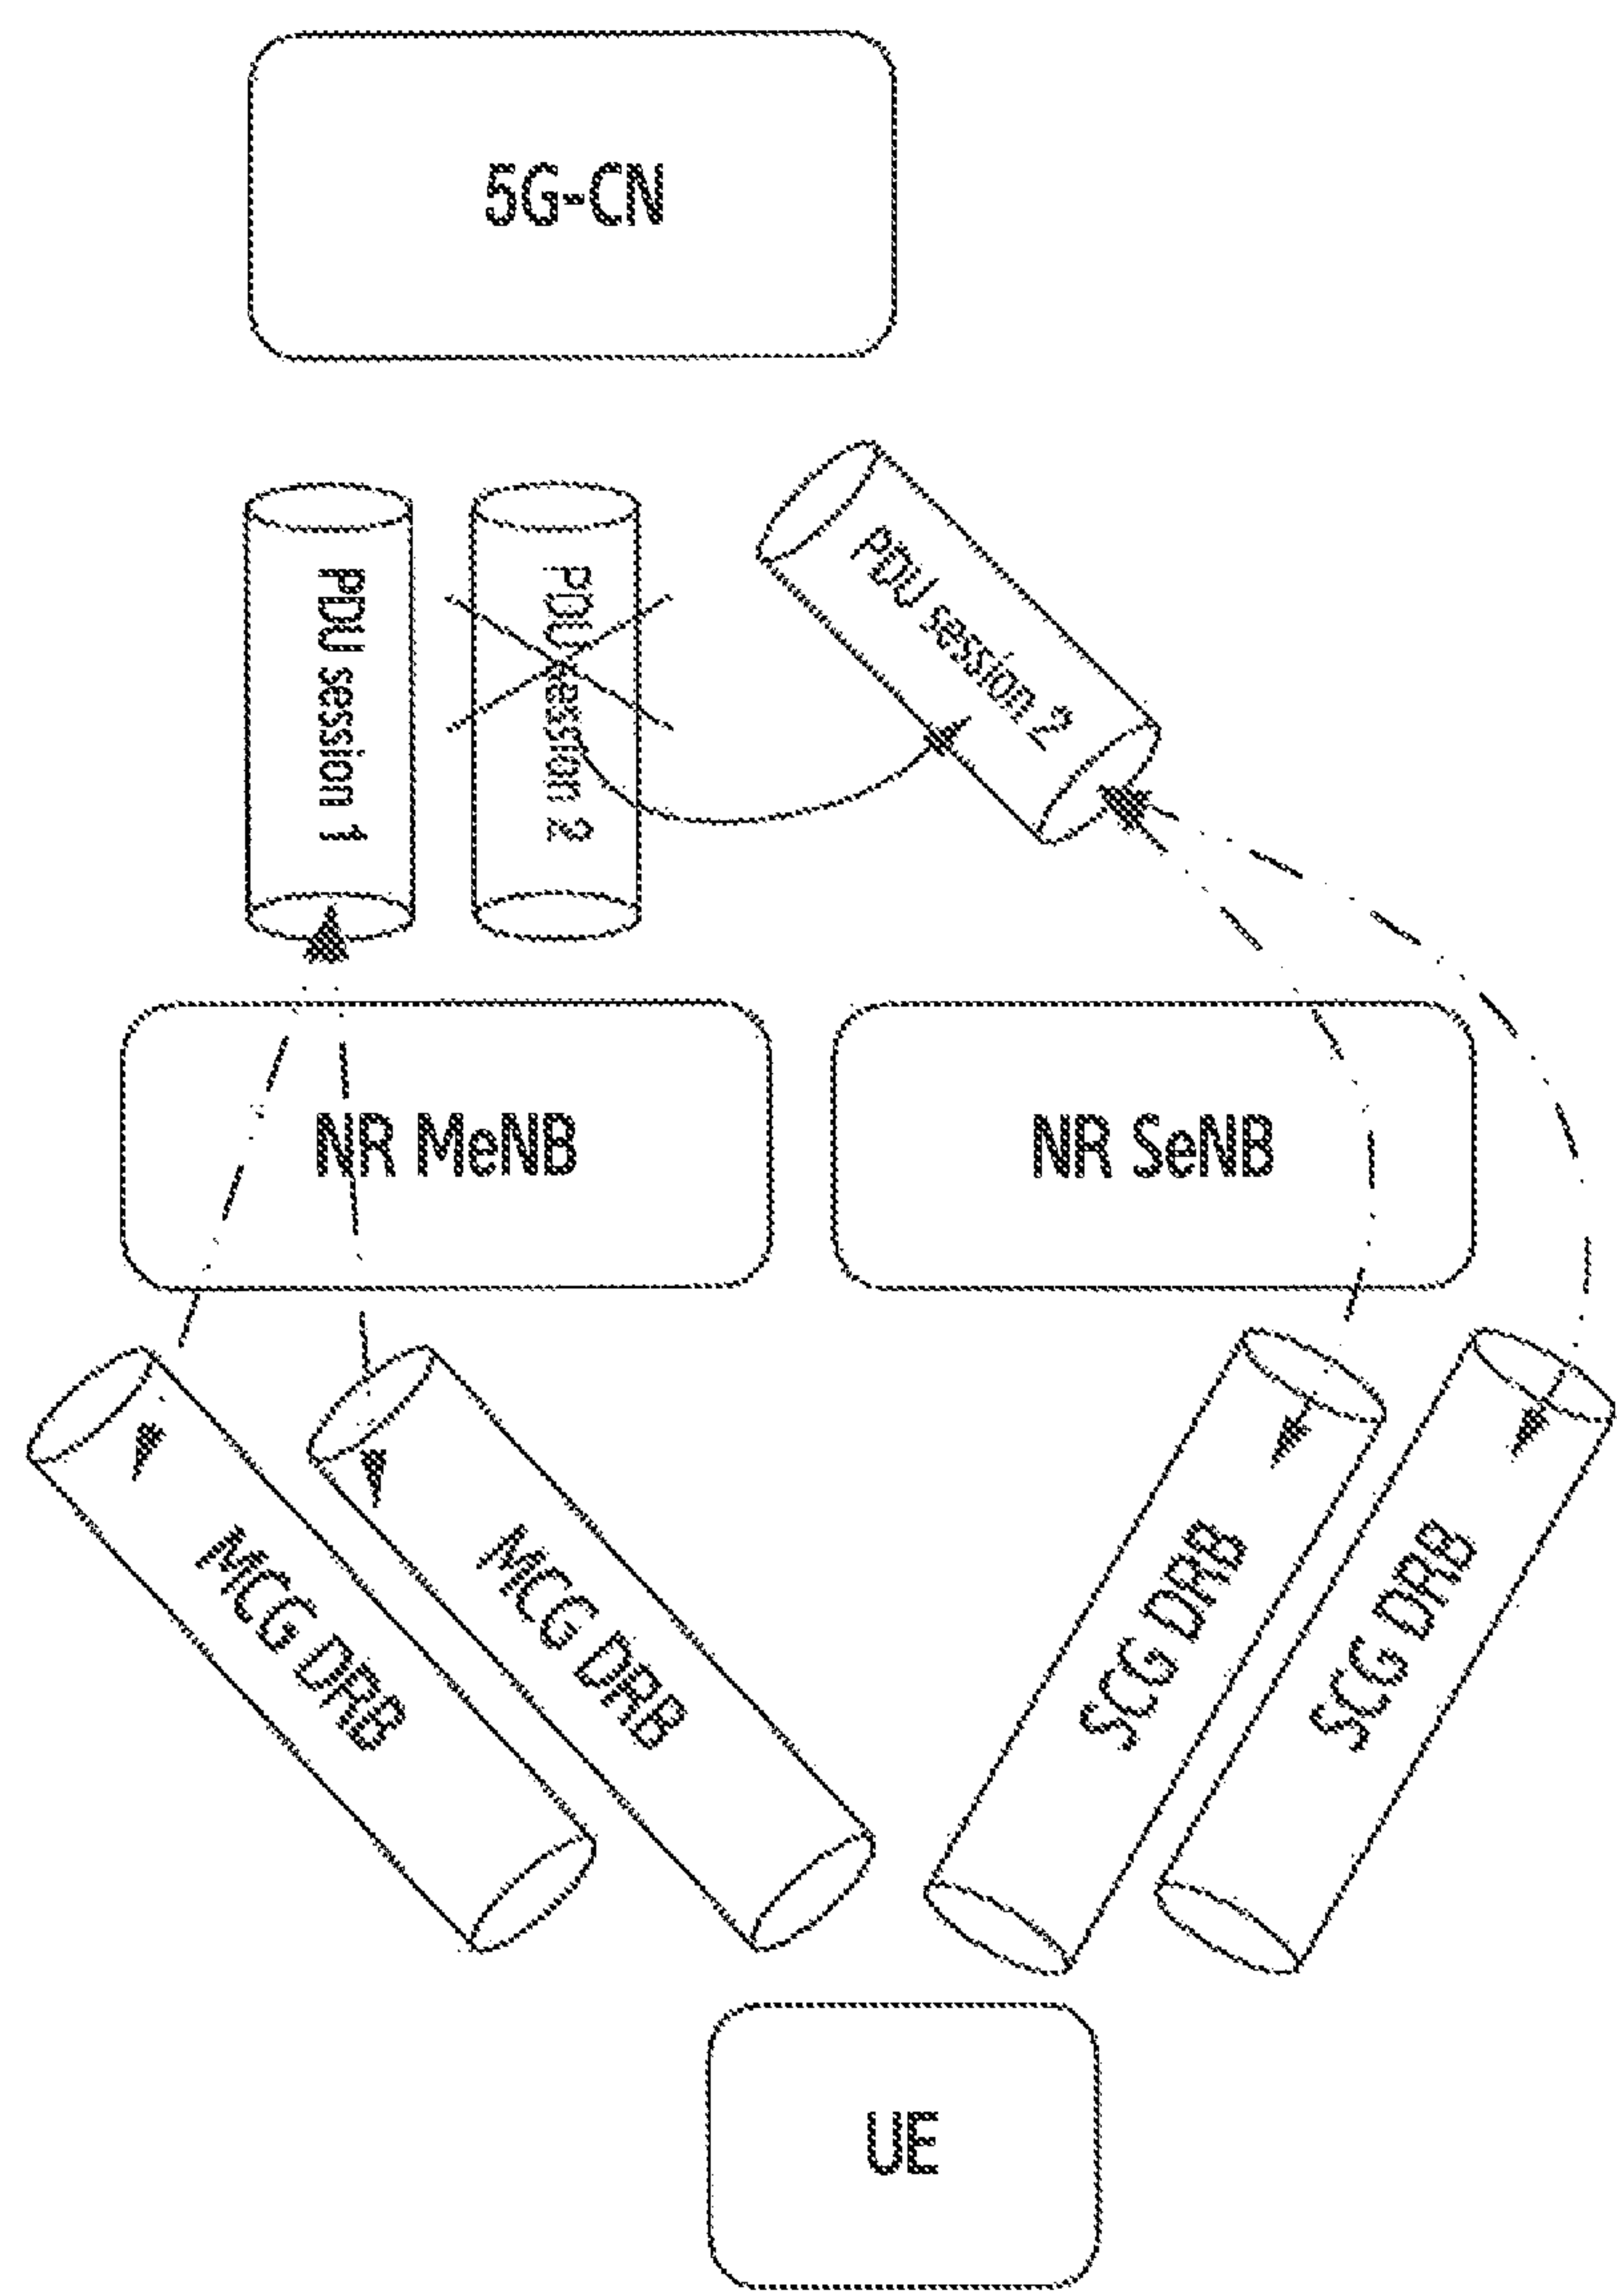 5G-CN
PDU session 1
PDU session 2
PDU session 2
NR MeNB
NR SeNB
MCG DRB
MCG DRB
SCG DRB
SCG DRB
UE